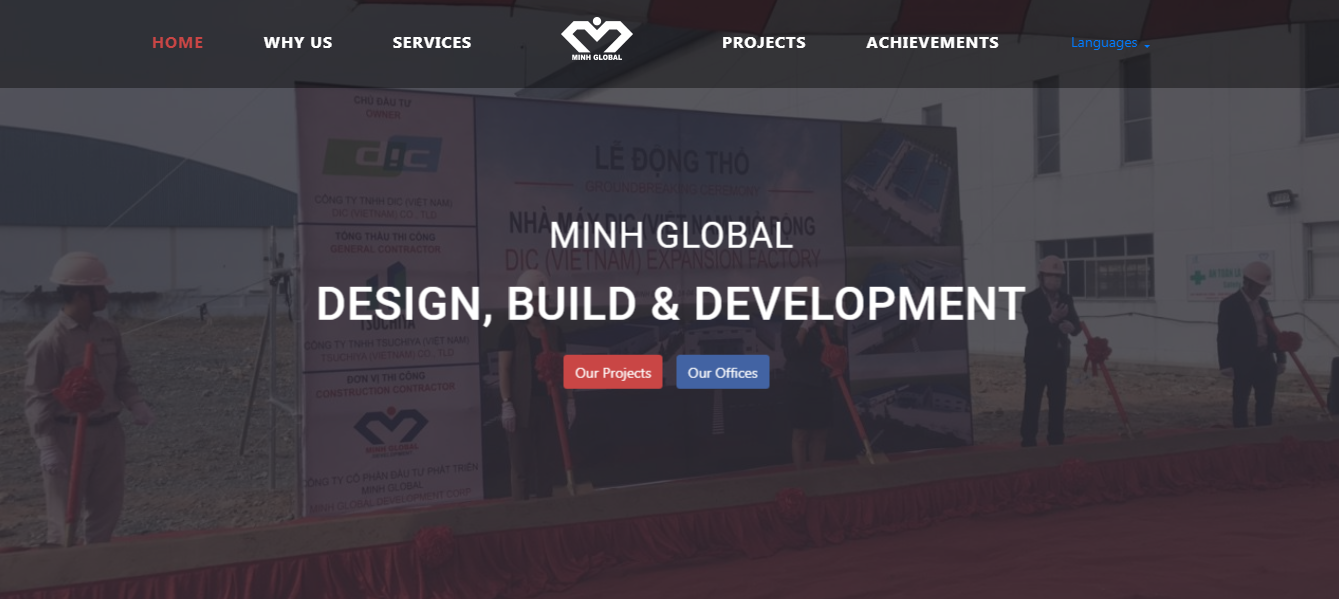 HOME
WHY US
SERVICES
MINH GLOBAL
PROJECTS
ACHIEVEMENTS
Languages
CHỦ ĐẦU TƯ
OWNER
dic
CÔNG TY TNHH DIC (VIỆT NAM)
DIC (VIETNAM) CO., TLD
TỔNG THẦU THI CÔNG
GENERAL CONTRACTOR
TSUCHIYA
CÔNG TY TNHH TSUCHIYA (VIỆT NAM)
TSUCHIYA (VIETNAM) CO., TLD
ĐƠN VỊ THI CÔNG
CONSTRUCTION CONTRACTOR
MINH GLOBAL
DEVELOPMENT
CÔNG TY CỔ PHẦN ĐẦU TƯ PHÁT TRIỂN
MINH GLOBAL
MINH GLOBAL DEVELOPMENT CORP
LỄ ĐỘNG THỔ
GROUNDBREAKING CEREMONY
NHÀ MÁY DIC (VIỆT NAM) MỞ RỘNG
DIC (VIETNAM) EXPANSION FACTORY
MINH GLOBAL
DESIGN, BUILD & DEVELOPMENT
Our Projects
Our Offices